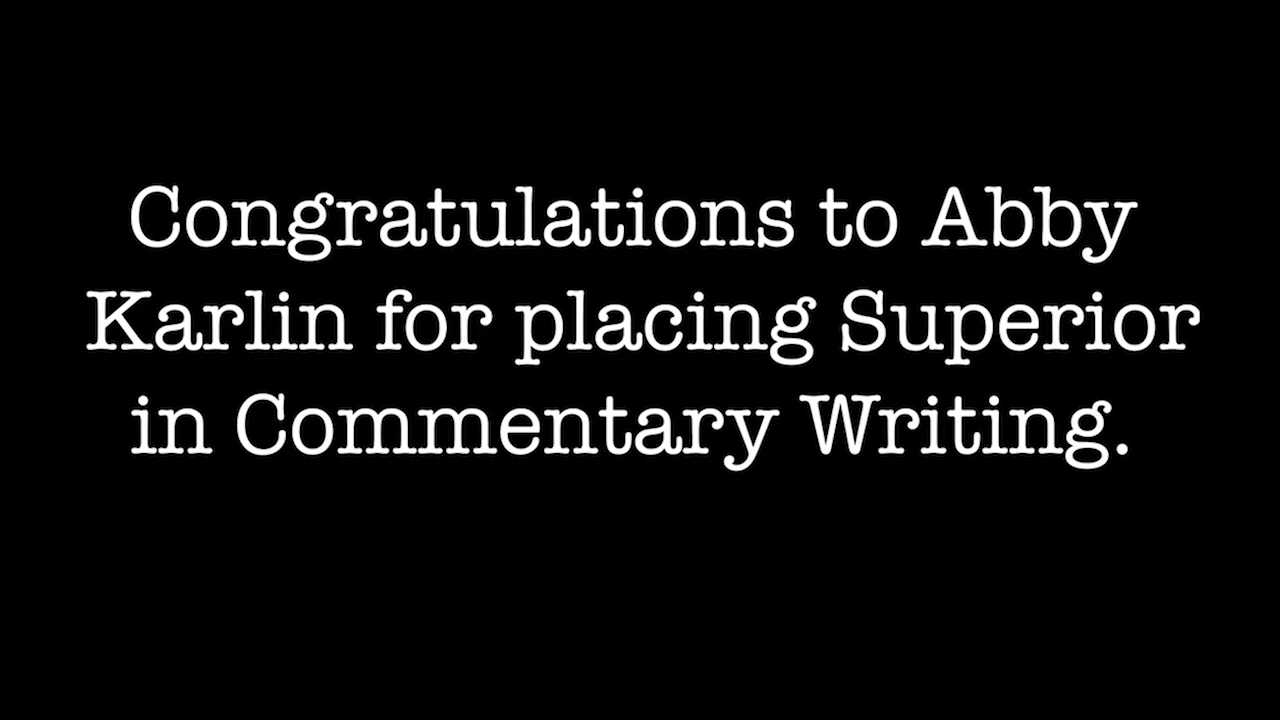 Congratulations to Abby
Karlin for placing Superior
in Commentary Writing.